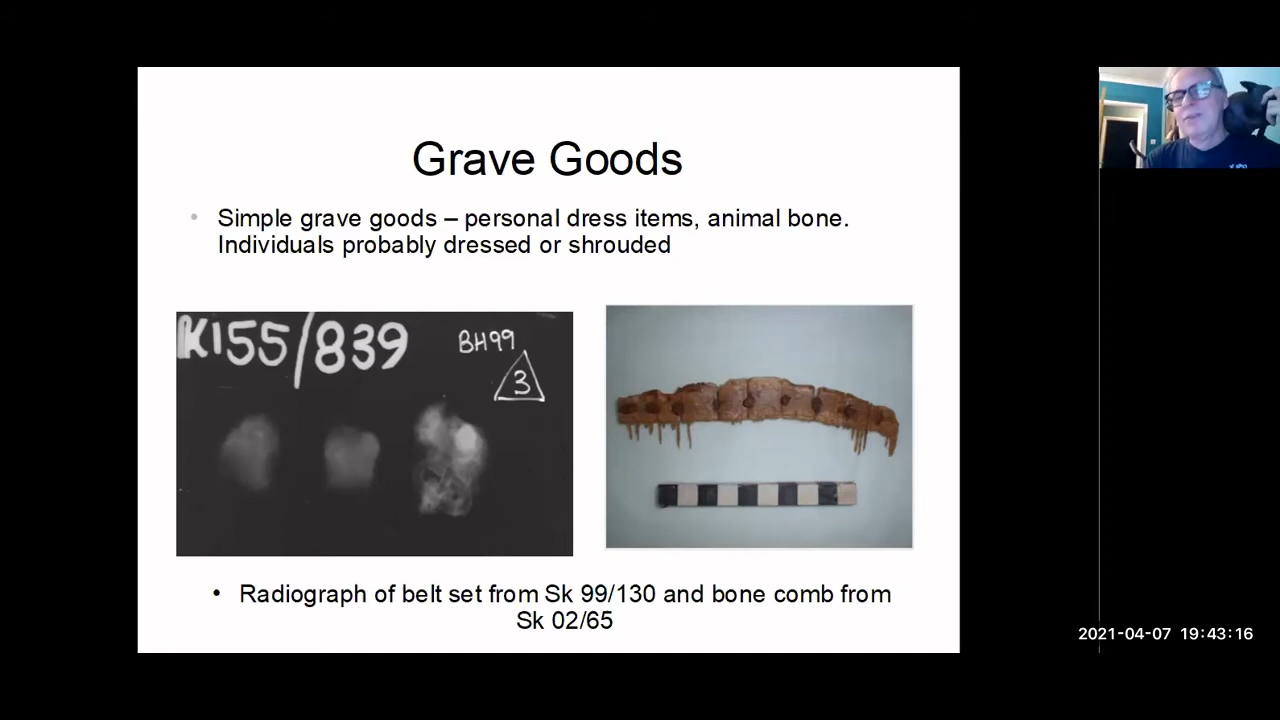 Grave Goods
• Simple grave goods – personal dress items, animal bone.
Individuals probably dressed or shrouded
K155/839
BH99
3
• Radiograph of belt set from Sk 99/130 and bone comb from
Sk 02/65
2021-04-07 19:43:16